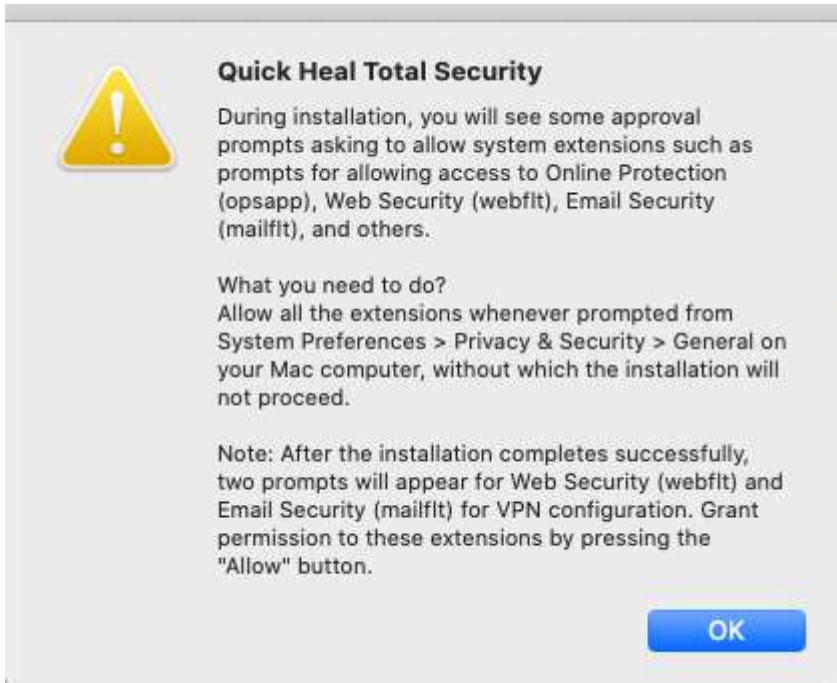 Quick Heal Total Security
During installation, you will see some approval
prompts asking to allow system extensions such as
prompts for allowing access to Online Protection
(opsapp), Web Security (webflt), Email Security
(mailflt), and others.
What you need to do?
Allow all the extensions whenever prompted from
System Preferences > Privacy & Security > General on
your Mac computer, without which the installation will
not proceed.
Note: After the installation completes successfully,
two prompts will appear for Web Security (webflt) and
Email Security (mailflt) for VPN configuration. Grant
permission to these extensions by pressing the
"Allow" button.
OK